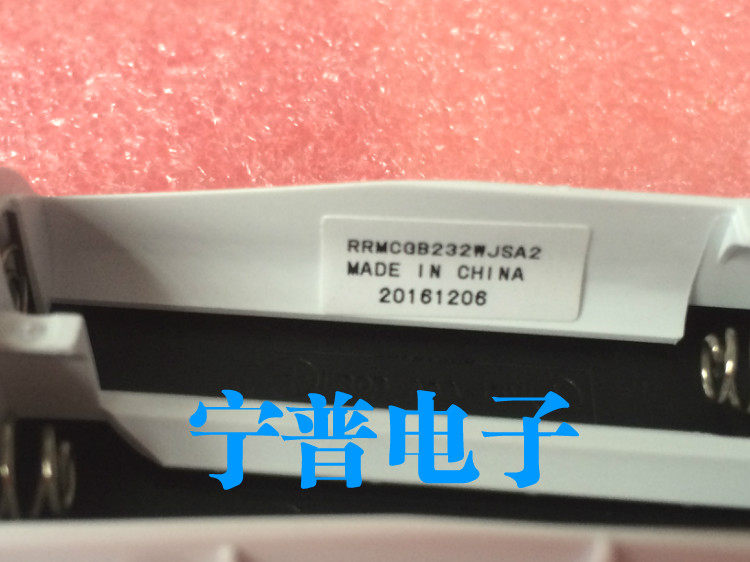 RRMCGB232WJSA2
MADE IN CHINA
20161206
宁普电子